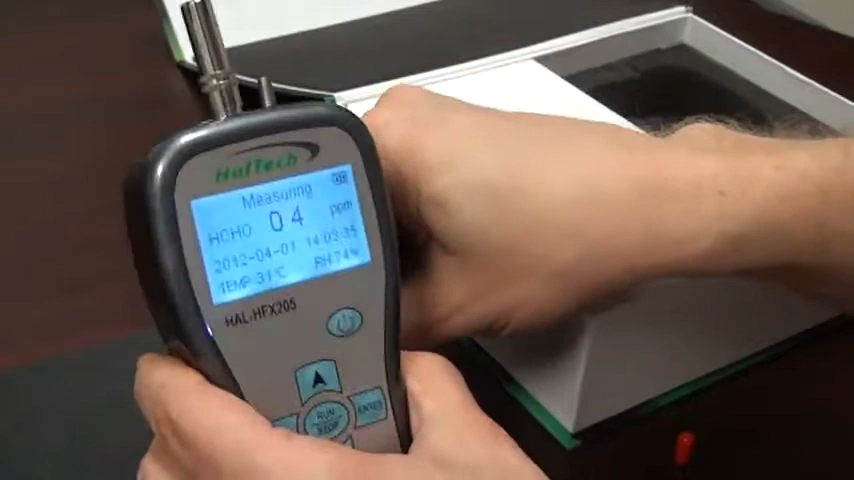 HalTech
Measuring
HCHO 0.4 ppm
2012-04-01 14:03:35
TEMP 31℃ RH 74%
HAL-HFX205
RUN
STOP
ENTER